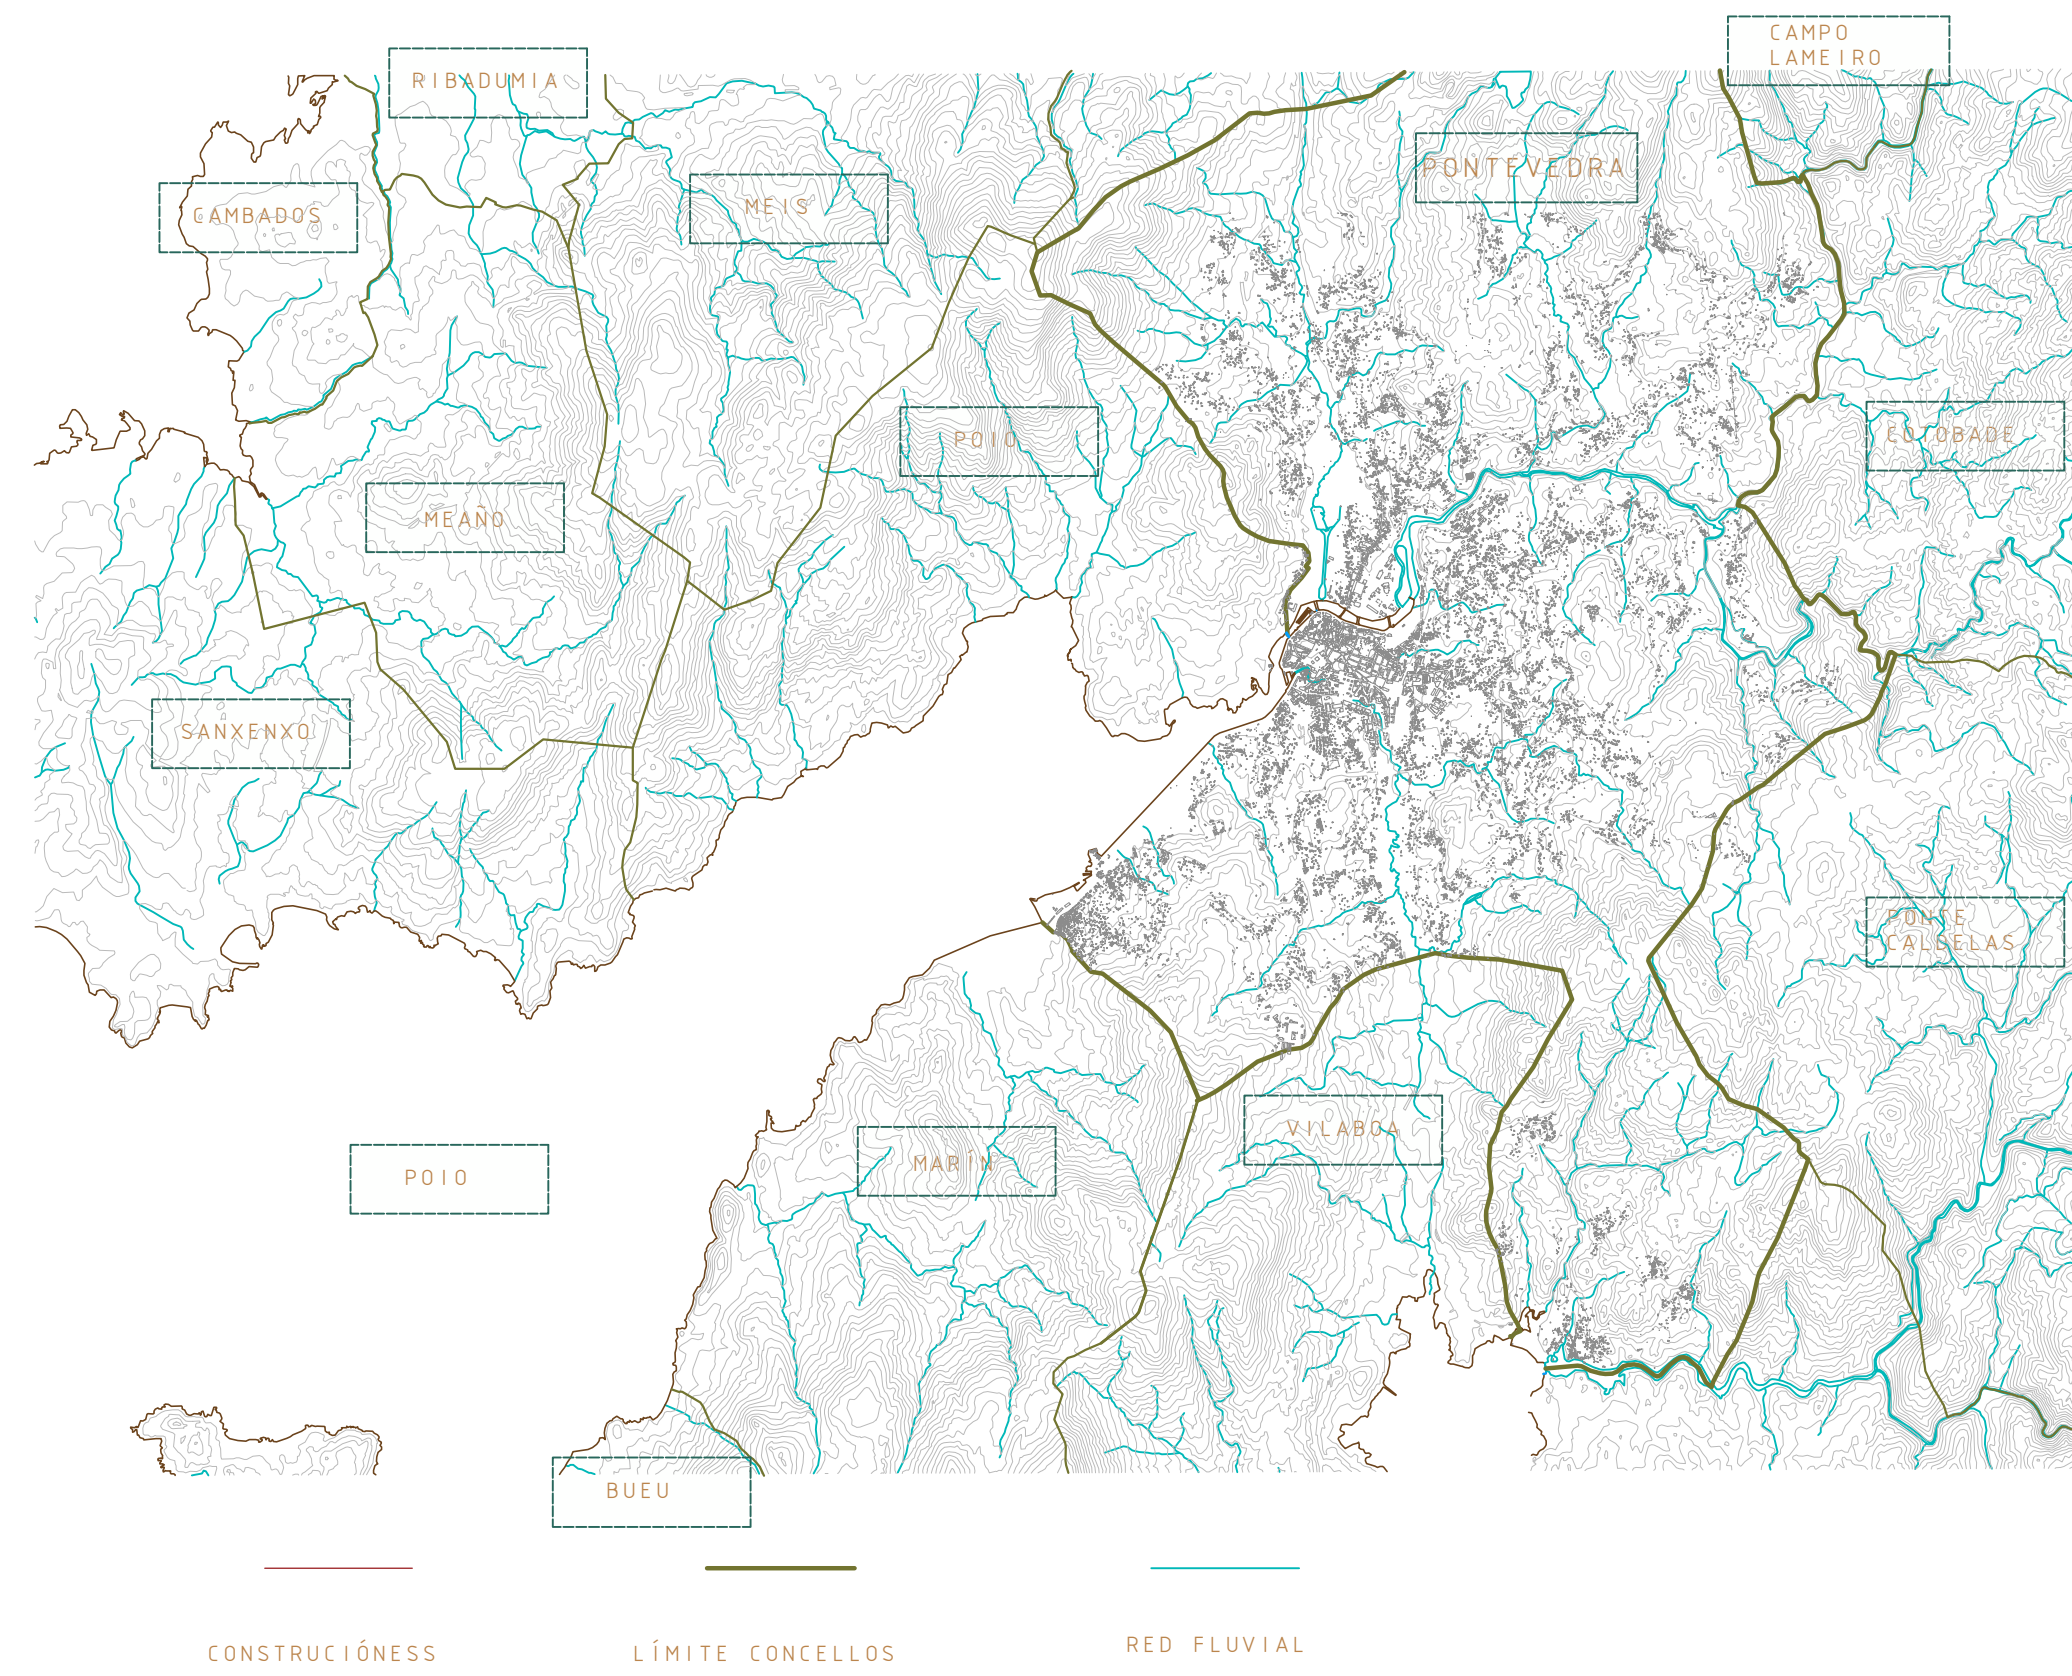 CAMPO
LAMEIRO
RIBADUMIA
PONTEVEDRA
CAMBADOS
MEIS
POIO
COTOBADE
MEAÑO
SANXENXO
PONTE
CALDELAS
VILABOA
MARÍN
POIO
BUEU
CONSTRUCIÓNESS
LÍMITE CONCELLOS
RED FLUVIAL